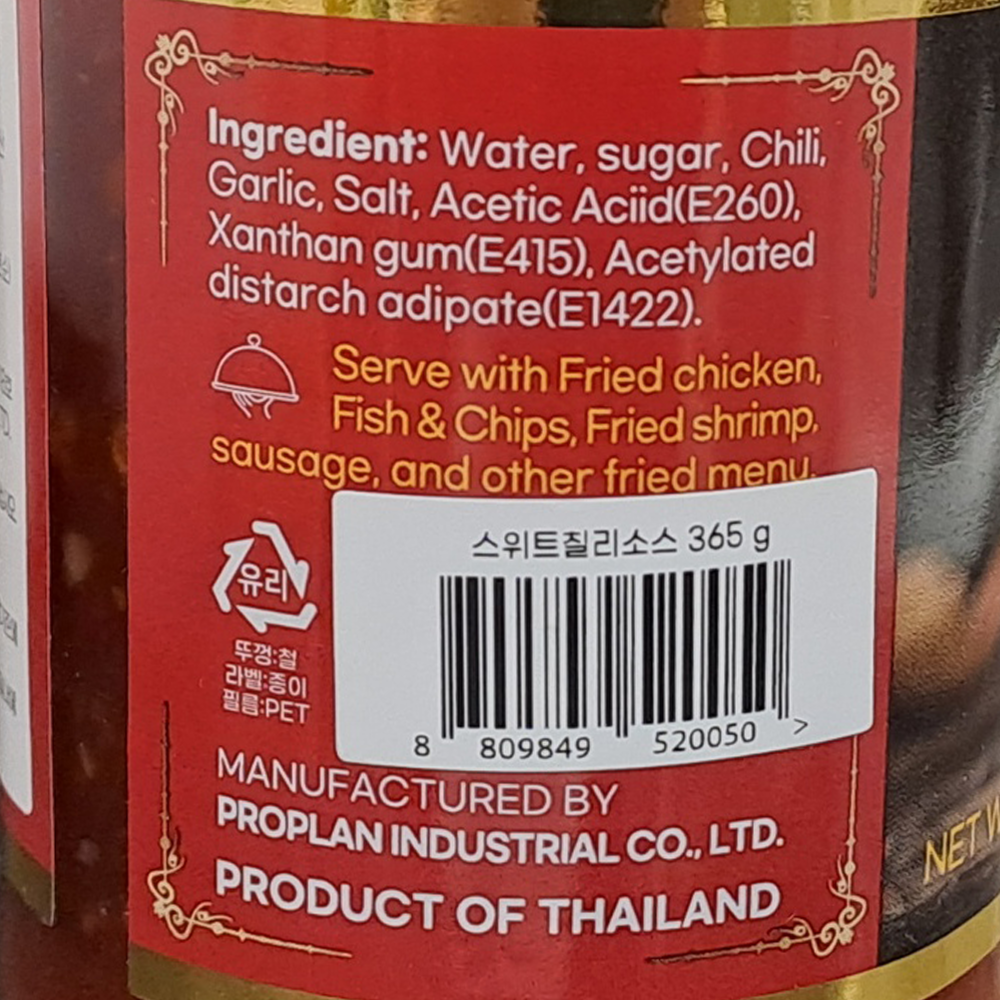 Ingredient: Water, sugar, Chili,
Garlic, Salt, Acetic Aciid(E260),
Xanthan gum(E415), Acetylated
distarch adipate(E1422).
Serve with Fried chicken,
Fish & Chips, Fried shrimp,
sausage, and other fried menu.
스위트칠리소스 365 g
8 809849 520050 >
유리
뚜껑:철
라벨:종이
필름:PET
MANUFACTURED BY
PROPLAN INDUSTRIAL CO., LTD.
PRODUCT OF THAILAND
NET